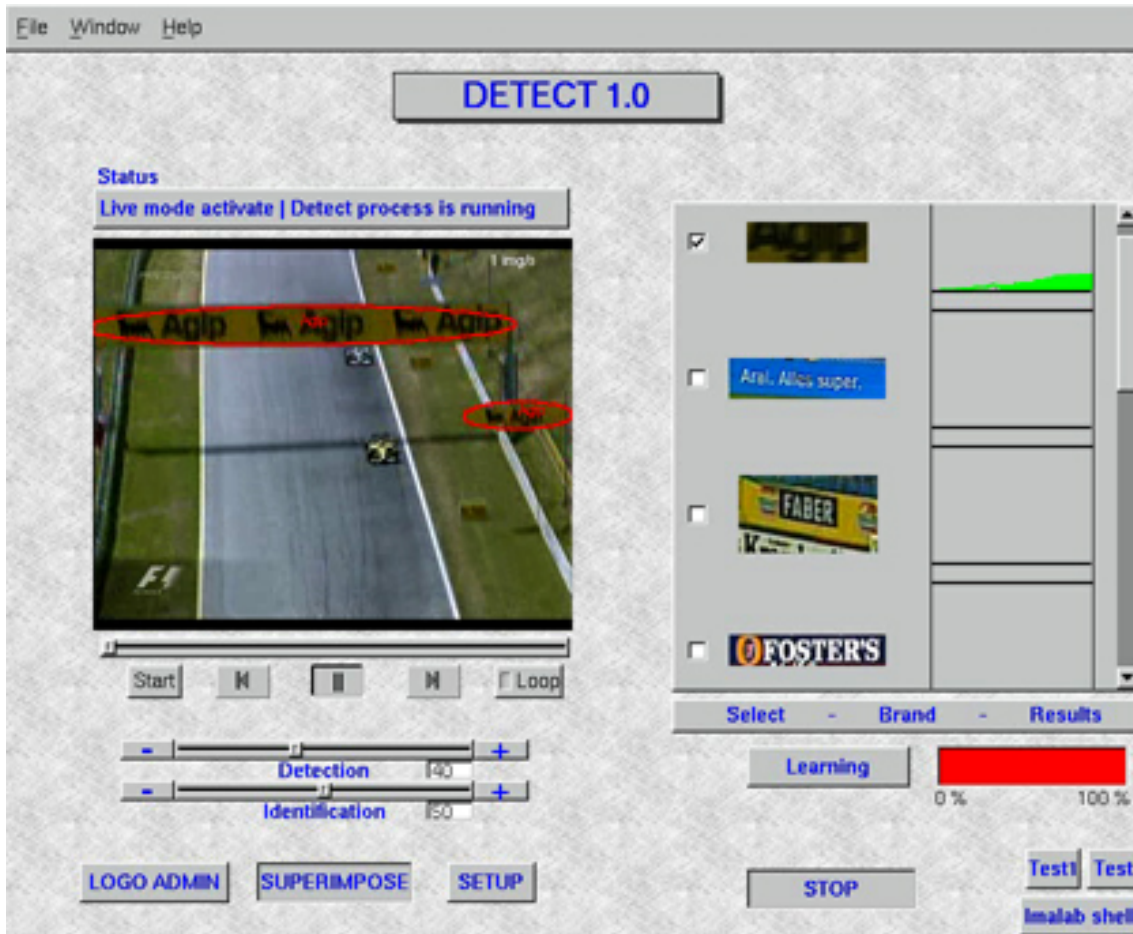 File Window Help
DETECT 1.0
Status
Live mode activate | Detect process is running
1 img/s
Agip Agip Agip
Agip
F1
Start
Loop
- +
Detection 40
- +
Identification 50
LOGO ADMIN SUPERIMPOSE SETUP
Agip
Aral. Alles super.
FABER
FOSTER'S
Select - Brand - Results
Learning
0 % 100 %
STOP
Test1 Test
Imalab shell